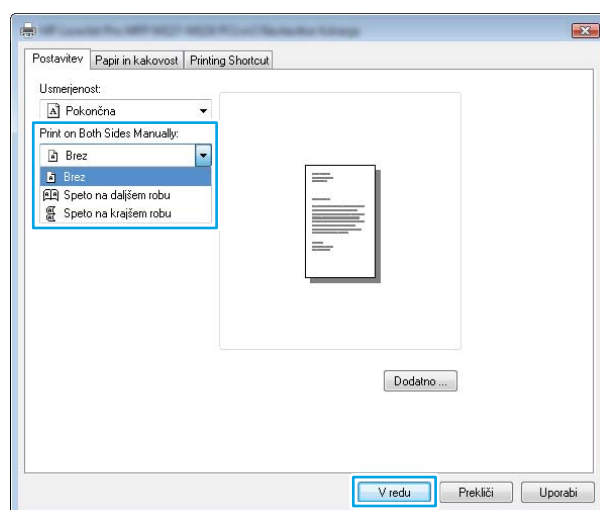 Postavitev Papir in kakovost Printing Shortcut
Usmerjenost:
Pokončna
Print on Both Sides Manually:
Brez
Brez
Speto na daljšem robu
Speto na krajšem robu
Dodatno ...
V redu Prekliči Uporabi